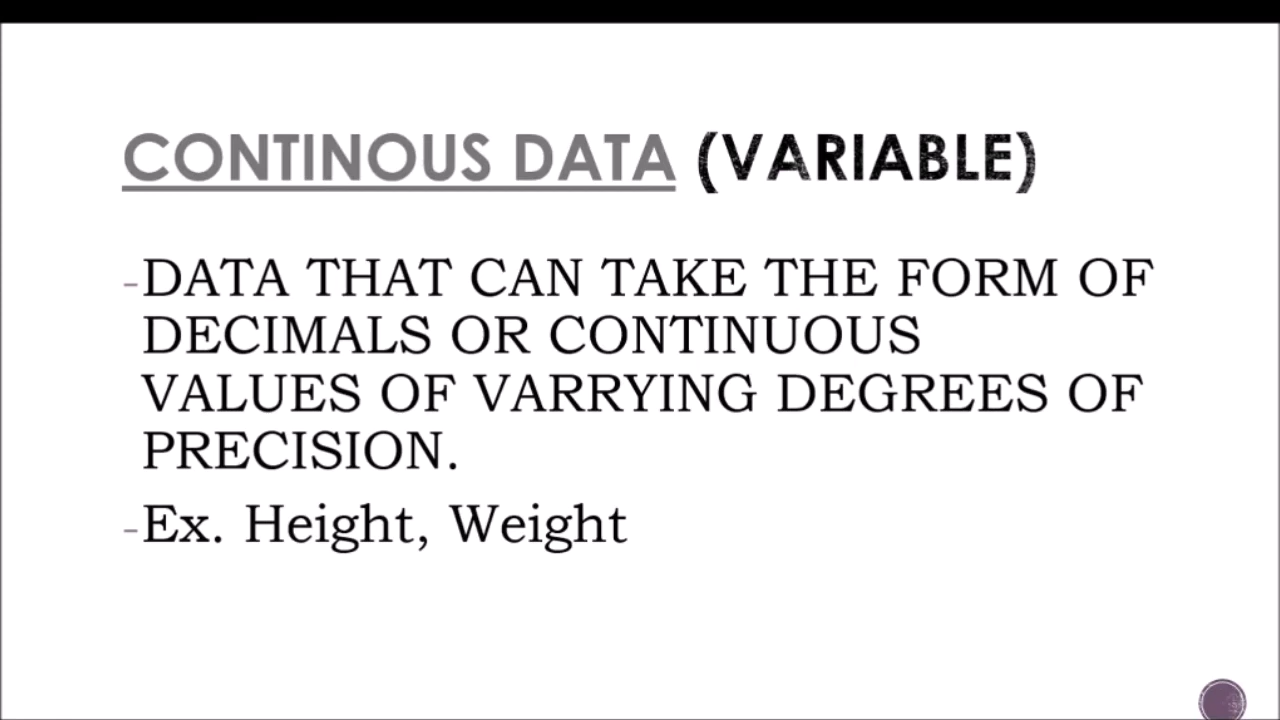 CONTINOUS DATA (VARIABLE)
-DATA THAT CAN TAKE THE FORM OF
DECIMALS OR CONTINUOUS
VALUES OF VARRYING DEGREES OF
PRECISION.
-Ex. Height, Weight